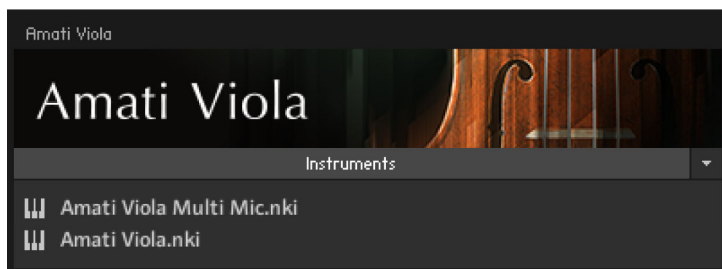 Amati Viola
Amati Viola
Instruments
Amati Viola Multi Mic.nki
Amati Viola.nki